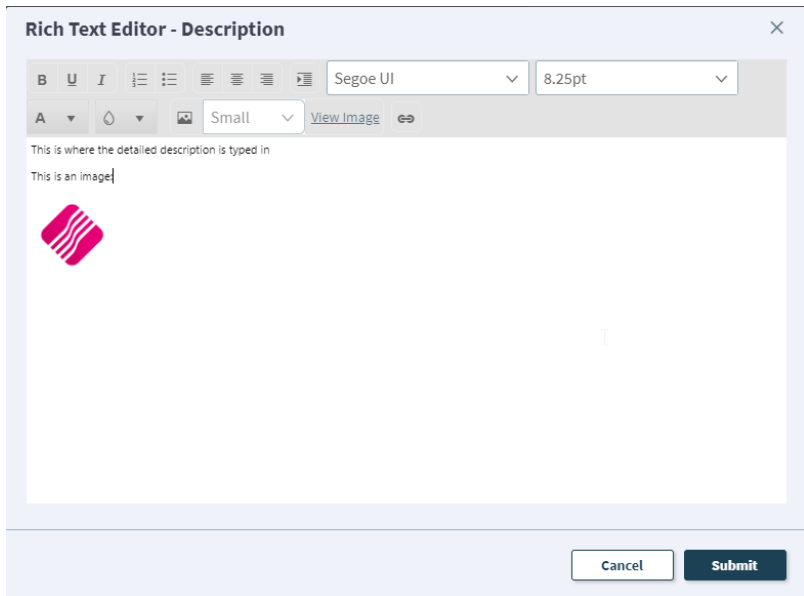 Rich Text Editor - Description
B U I Segoe UI 8.25pt
A Small View Image
This is where the detailed description is typed in
This is an image:
Cancel Submit